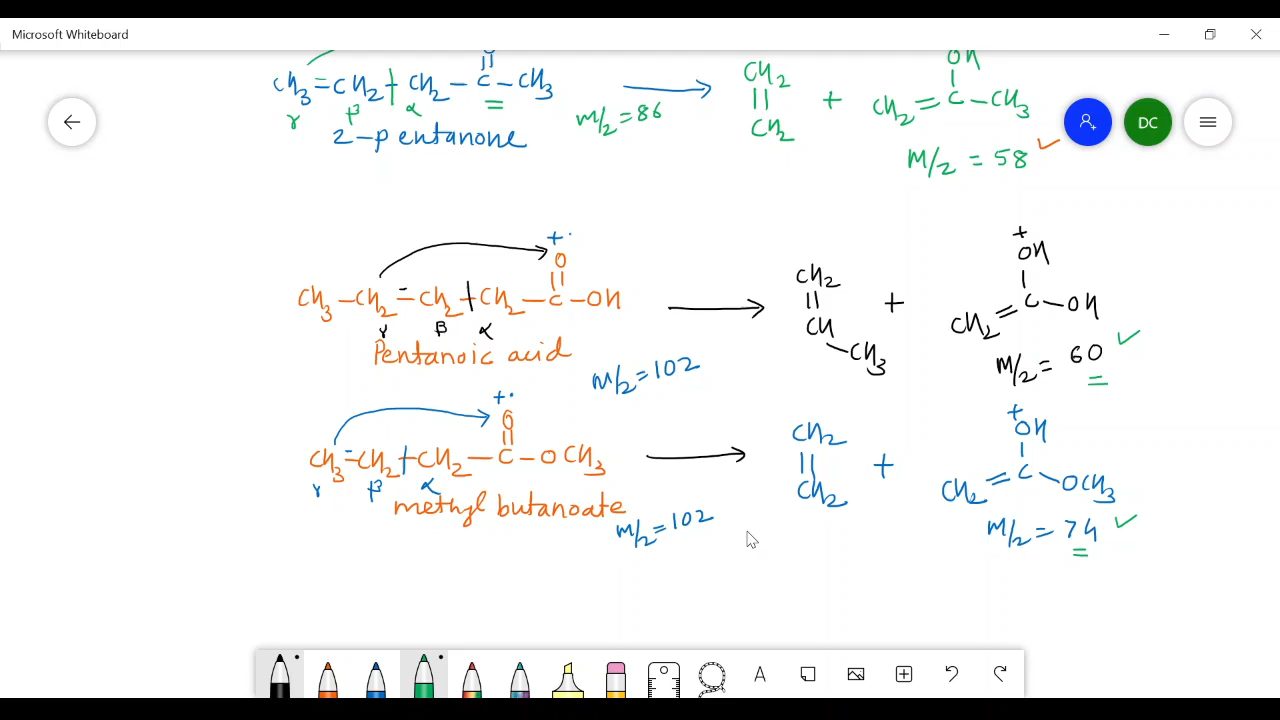 Microsoft Whiteboard
O
CH3 – CH2 + CH2 – C – CH3
γ β α
2-pentanone
m/z = 86
CH2
||
CH2
+
OH
CH2 = C – CH3
m/z = 58 ✓
DC
+·
O
||
CH3 – CH2 – CH2 + CH2 – C – OH
γ β α
Pentanoic acid
m/z = 102
CH2
||
CH
CH3
+
+
OH
CH2 = C – OH
m/z = 60 ✓
+·
O
||
CH3 – CH2 + CH2 – C – OCH3
γ β α
methyl butanoate
m/z = 102
CH2
||
CH2
+
+
OH
CH2 = C – OCH3
m/z = 74 ✓
A